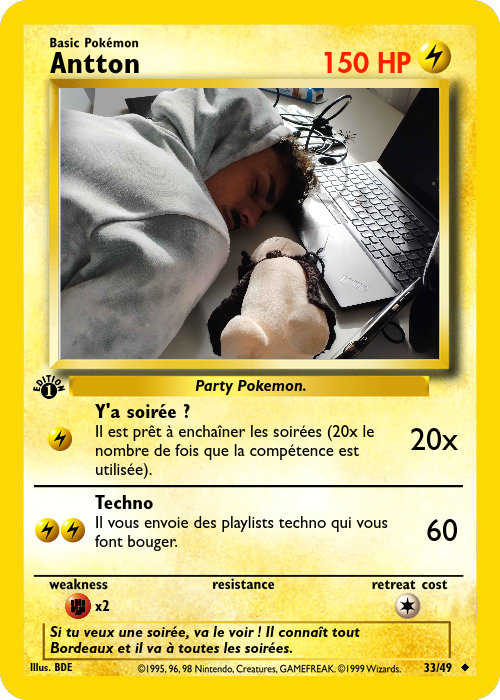 Basic Pokémon
Antton
150 HP
EDITION
1
Party Pokemon.
Y'a soirée ?
Il est prêt à enchaîner les soirées (20x le
nombre de fois que la compétence est
utilisée).
20x
Techno
Il vous envoie des playlists techno qui vous
font bouger.
60
weakness
resistance
retreat cost
x2
Si tu veux une soirée, va le voir ! Il connaît tout
Bordeaux et il va à toutes les soirées.
Illus. BDE
©1995, 96, 98 Nintendo, Creatures, GAMEFREAK. ©1999 Wizards.
33/49